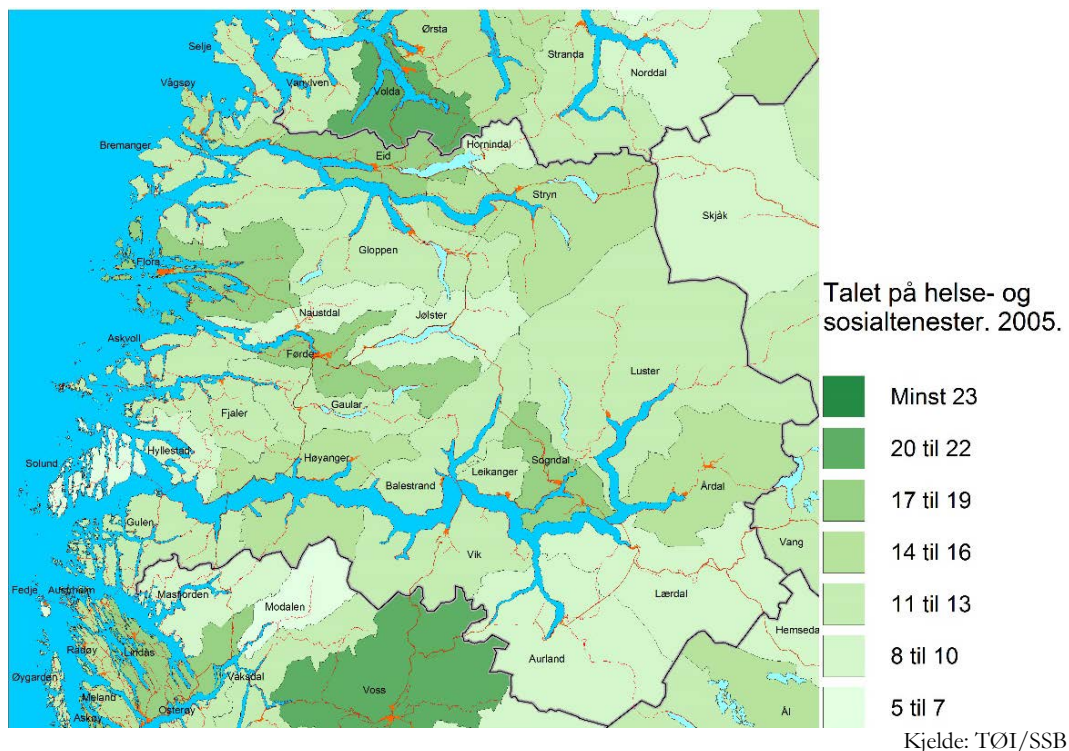 Selje
Ørsta
Stranda
Norddal
Vågsøy
Vanylven
Volda
Bremanger
Hornindal
Eid
Stryn
Skjåk
Gloppen
Flora
Talet på helse- og
sosialtenester. 2005.
Naustdal
Jølster
Askvoll
Førde
Luster
Minst 23
Gaular
Fjaler
20 til 22
Hyllestad
Høyanger
Solund
Leikanger
Sogndal
Balestrand
Årdal
17 til 19
Gulen
Vang
14 til 16
Vik
Fedje
Austrheim
Masfjorden
Modalen
Lærdal
11 til 13
Hemseda
Radøy
Lindås
Aurland
8 til 10
Øygarden
Vaksdal
Voss
Meland
Osterøy
Askøy
Ål
5 til 7
Kjelde: TØI/SSB